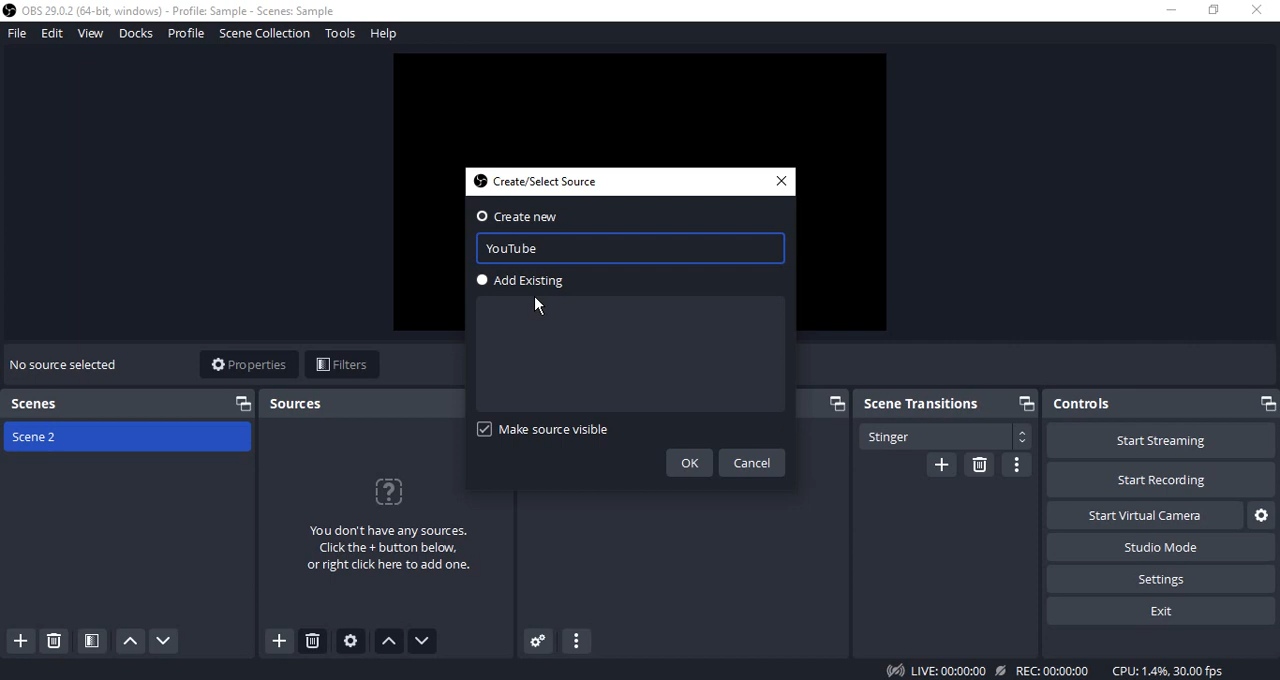 OBS 29.0.2 (64-bit, windows) - Profile: Sample - Scenes: Sample
File Edit View Docks Profile Scene Collection Tools Help
Create/Select Source
Create new
YouTube
Add Existing
Make source visible
OK Cancel
No source selected Properties Filters
Scenes
Scene 2
Sources
You don't have any sources.
Click the + button below,
or right click here to add one.
Scene Transitions
Stinger
Controls
Start Streaming
Start Recording
Start Virtual Camera
Studio Mode
Settings
Exit
LIVE: 00:00:00 REC: 00:00:00 CPU: 1.4%, 30.00 fps